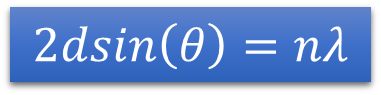 2dsin(θ) = nλ